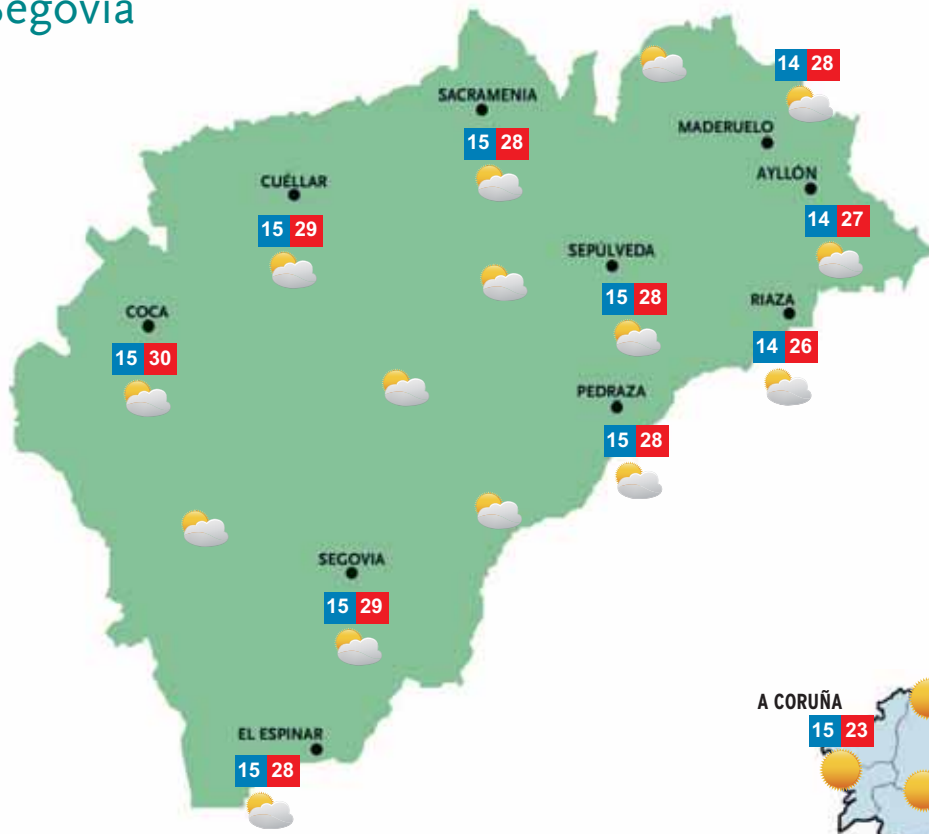 Segovia
14 28
SACRAMENIA
15 28
MADERUELO
AYLLÓN
14 27
CUÉLLAR
15 29
SEPÚLVEDA
15 28
RIAZA
14 26
COCA
15 30
PEDRAZA
15 28
SEGOVIA
15 29
A CORUÑA
15 23
EL ESPINAR
15 28